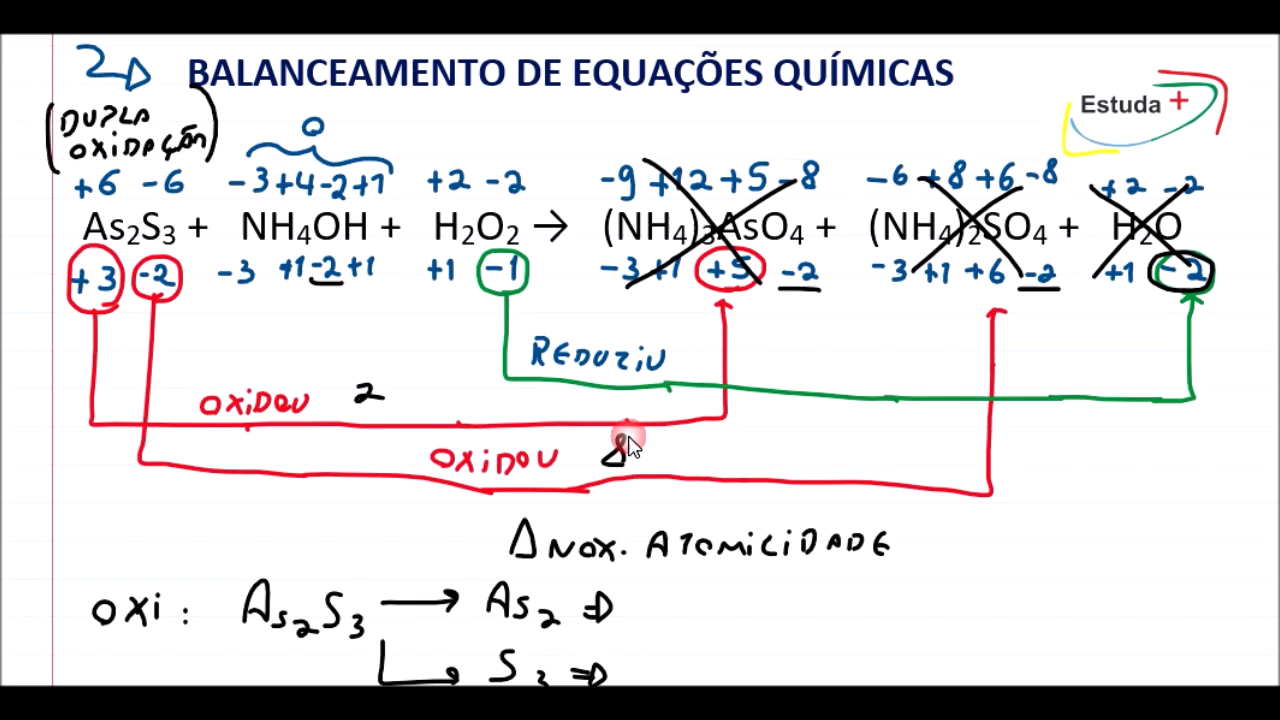 2→ BALANCEAMENTO DE EQUAÇÕES QUÍMICAS
Estuda +
(DUPLA
OXIDAÇÃO)
0
+6 -6 -3+4-2+1 +2 -2 -9 +12 +5 -8 -6 +8 +6 -8 +2 -2
As₂S₃ + NH₄OH + H₂O₂ → (NH₄)₃AsO₄ + (NH₄)₂SO₄ + H₂O
+3 -2 -3 +1 -2 +1 +1 -1 -3 +1 +5 -2 -3 +1 +6 -2 +1 -2
REDUZIU
OXIDOU 2
OXIDOU 8
Δ NOX. ATOMICIDADE
OXI: As₂S₃ → As₂ ⇒
S₃ ⇒